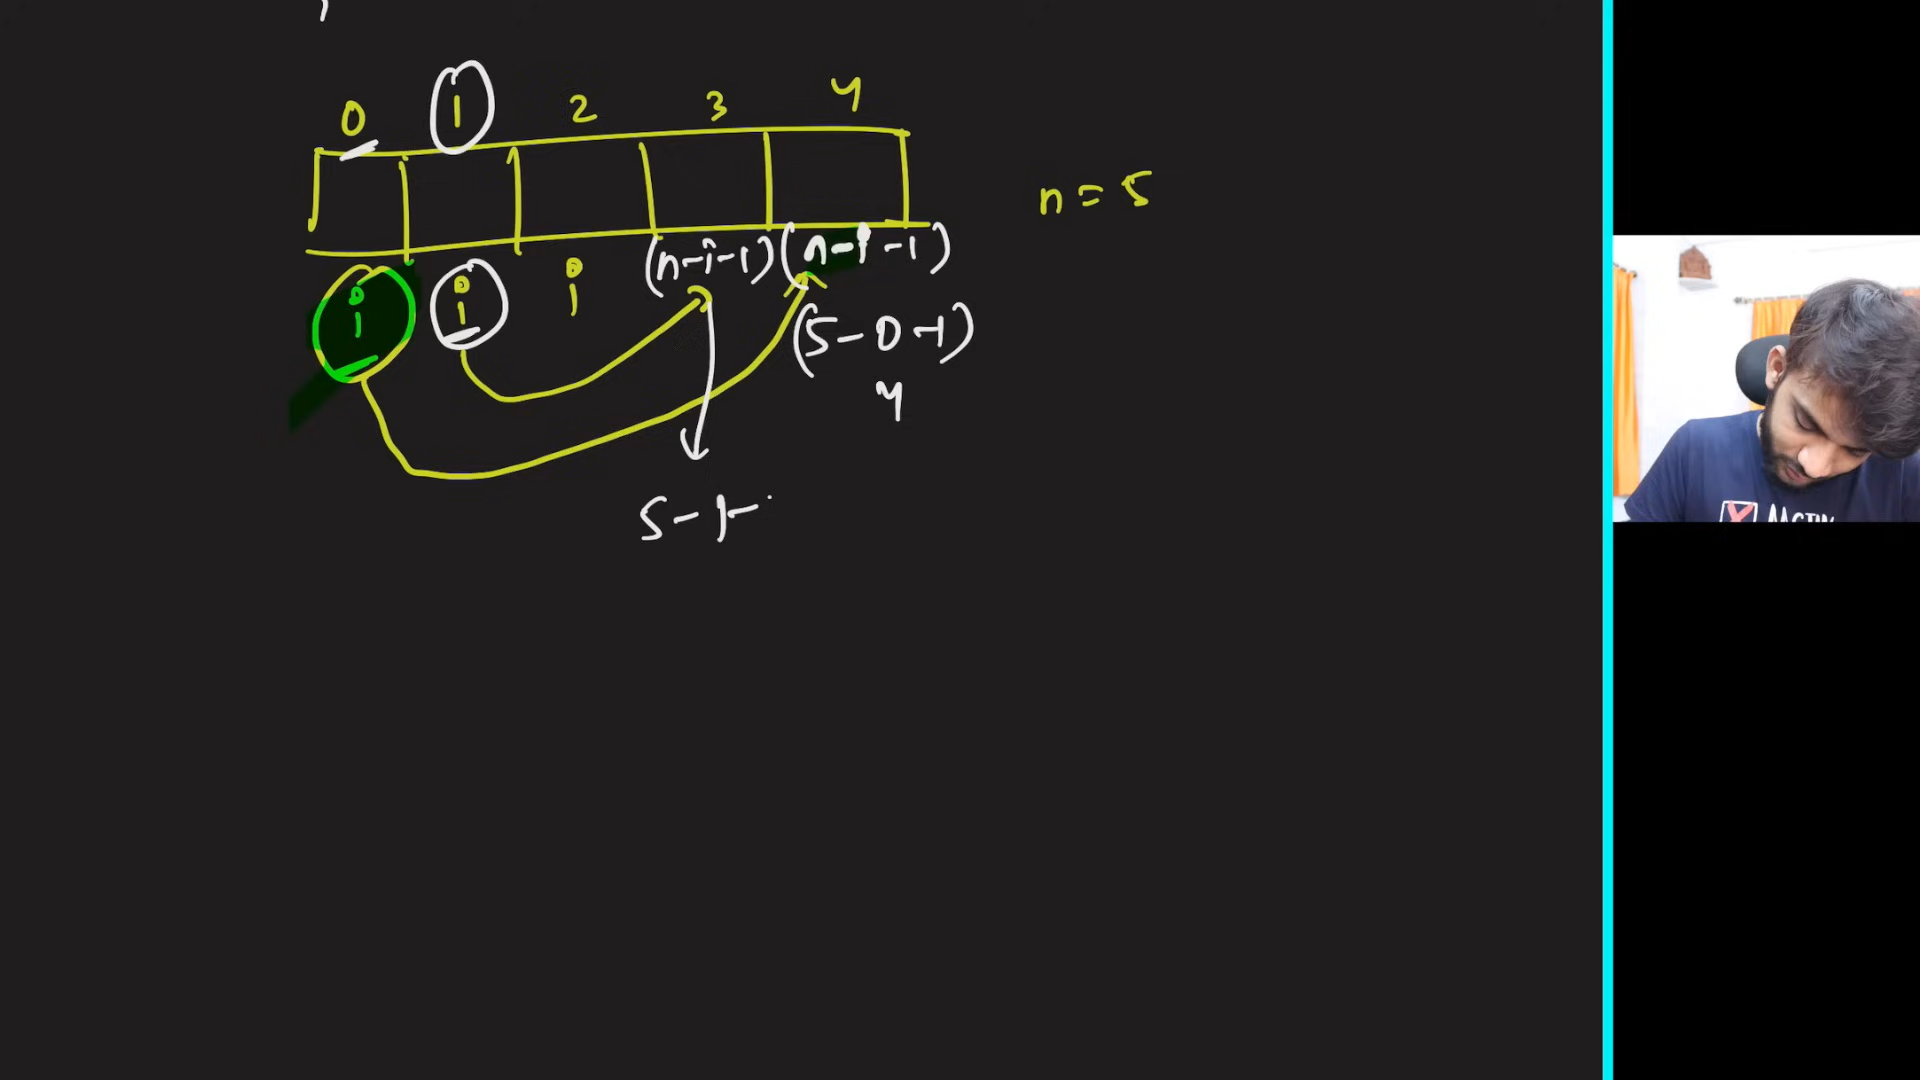 0 1 2 3 4
n = 5
i i i (n-i-1) (n-i-1)
(5-0-1)
4
5-1-